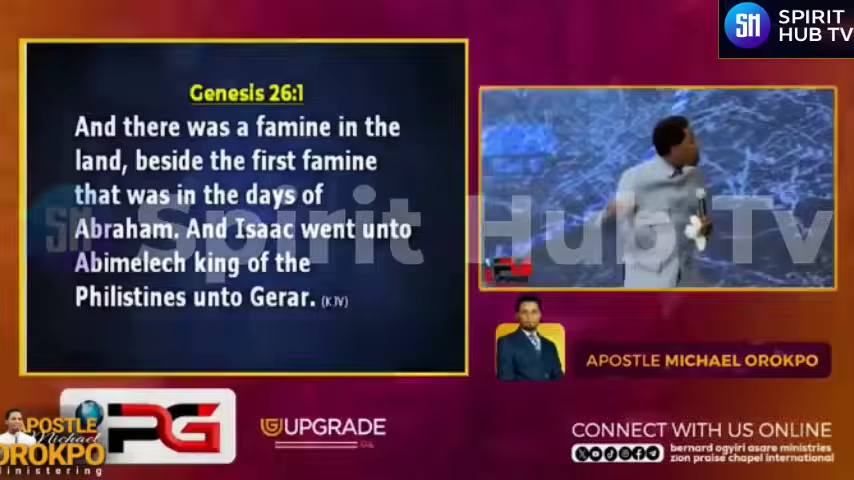 SPIRIT
HUB TV
Genesis 26:1
And there was a famine in the
land, beside the first famine
that was in the days of
Abraham. And Isaac went unto
Abimelech king of the
Philistines unto Gerar. (KJV)
Spirit Hub Tv
APOSTLE MICHAEL OROKPO
APOSTLE
Michael
OROKPO
Ministering
PG
UPGRADE
CONNECT WITH US ONLINE
bernard ogyiri asare ministries
zion praise chapel international